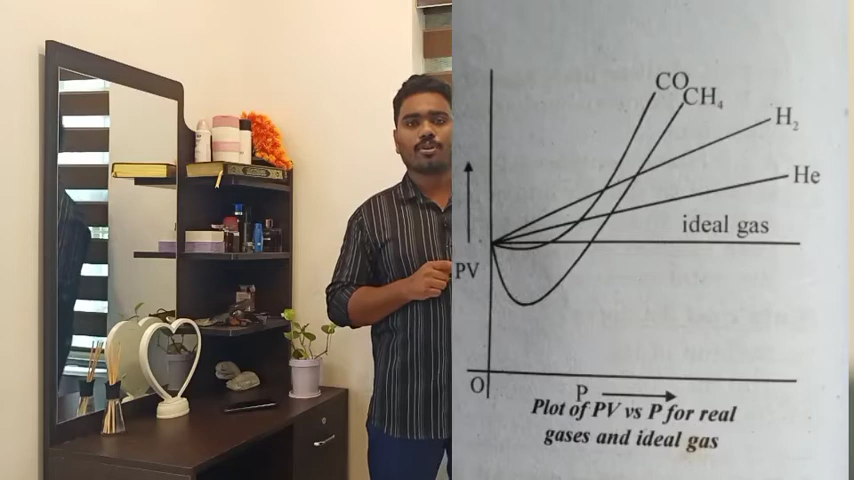 CO
CH₄
H₂
He
ideal gas
PV
O
P
Plot of PV vs P for real
gases and ideal gas